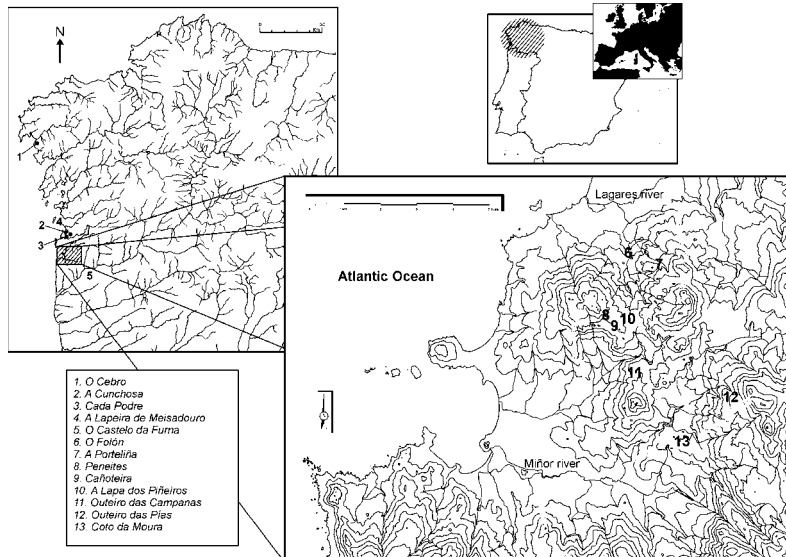 N
50
Km
1
2
4
3
5
Lagares river
Atlantic Ocean
6
7
8
10
9
11
12
13
Miñor river
1. O Cebro
2. A Cunchosa
3. Cada Podre
4. A Lapeira de Meisadouro
5. O Castelo da Furna
6. O Folón
7. A Porteliña
8. Peneites
9. Cañoteira
10. A Lapa dos Piñeiros
11. Outeiro das Campanas
12. Outeiro das Pías
13. Coto da Moura